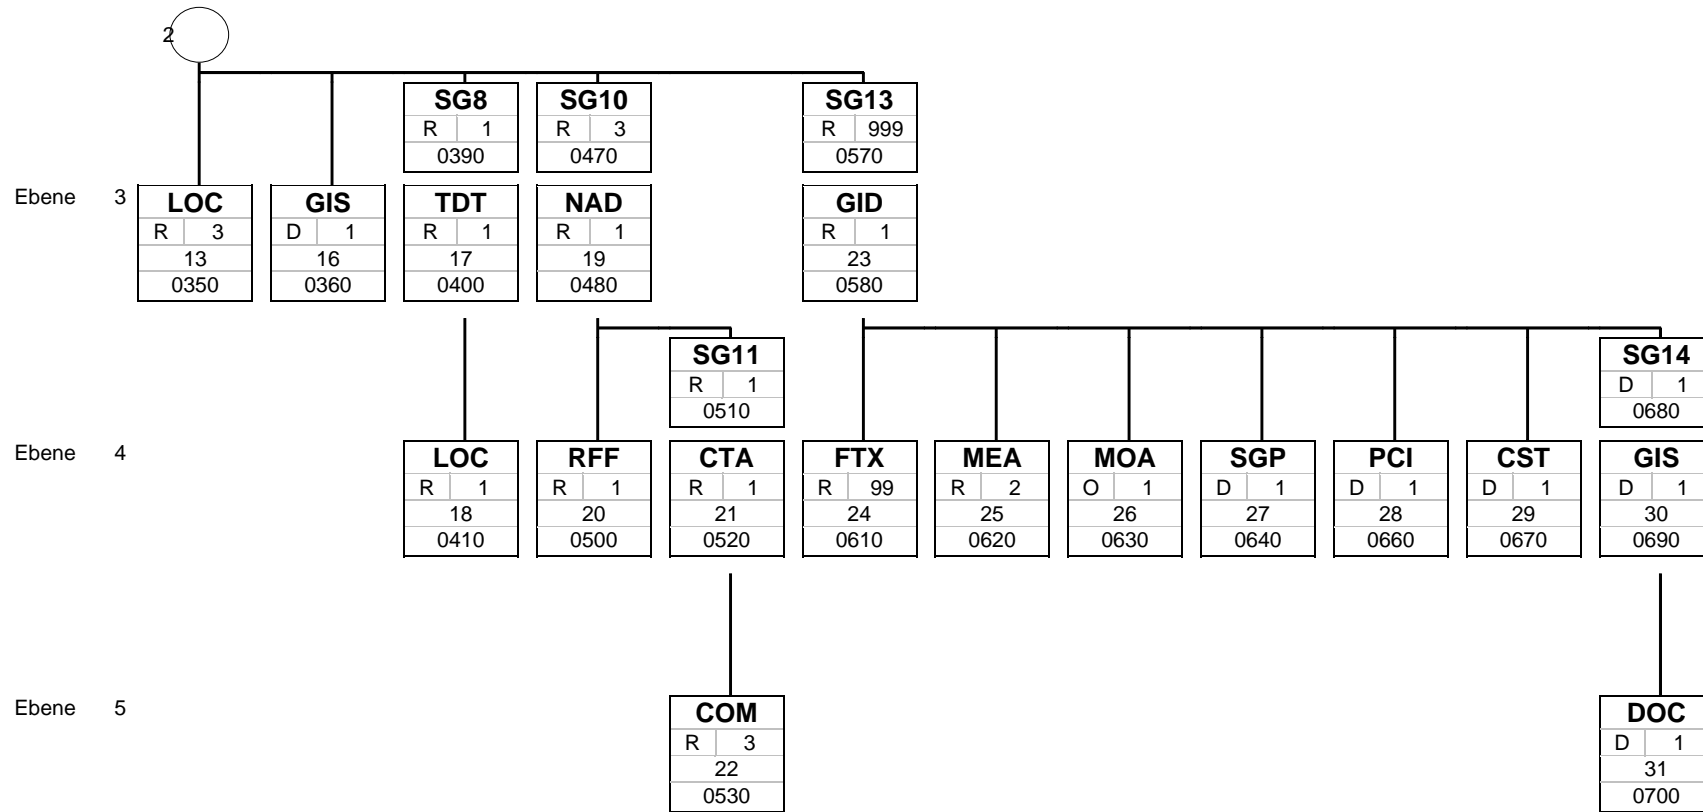 2
SG8 SG10 SG13
R 1 R 3 R 999
0390 0470 0570
Ebene 3 LOC GIS TDT NAD GID
R 3 D 1 R 1 R 1 R 1
13 16 17 19 23
0350 0360 0400 0480 0580
SG11 SG14
R 1 D 1
0510 0680
Ebene 4 LOC RFF CTA FTX MEA MOA SGP PCI CST GIS
R 1 R 1 R 1 R 99 R 2 O 1 D 1 D 1 D 1 D 1
18 20 21 24 25 26 27 28 29 30
0410 0500 0520 0610 0620 0630 0640 0660 0670 0690
Ebene 5 COM DOC
R 3 D 1
22 31
0530 0700